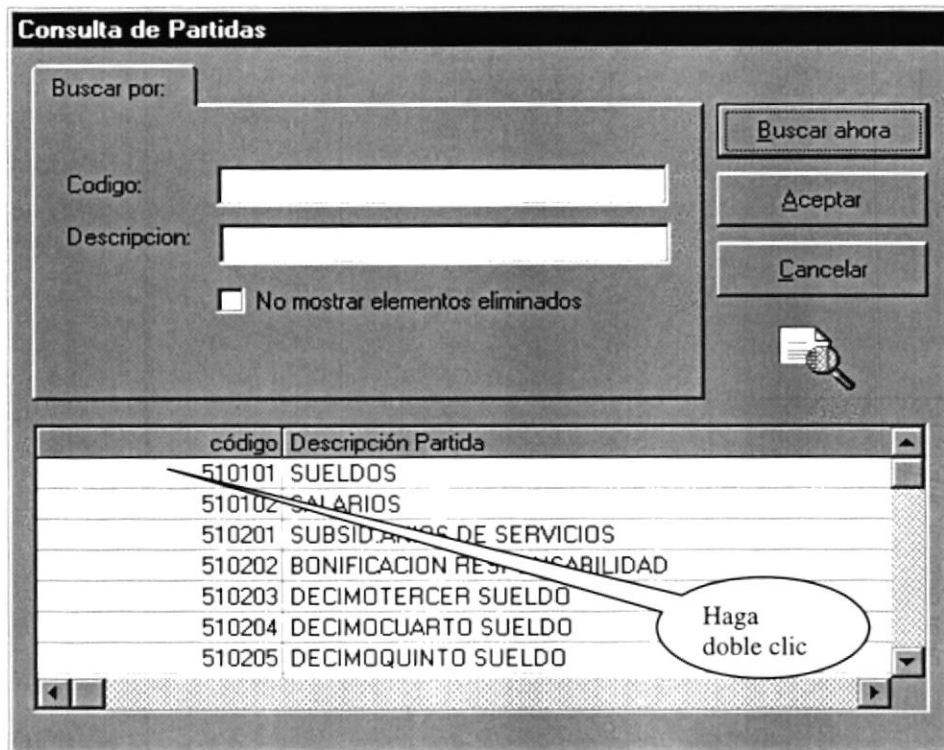 Consulta de Partidas
Buscar por:
Codigo:
Descripcion:
No mostrar elementos eliminados
Buscar ahora
Aceptar
Cancelar
código Descripción Partida
510101 SUELDOS
510102 SALARIOS
510201 SUBSIDIARIOS DE SERVICIOS
510202 BONIFICACION RESPONSABILIDAD
510203 DECIMOTERCER SUELDO
510204 DECIMOCUARTO SUELDO
510205 DECIMOQUINTO SUELDO
Haga
doble clic